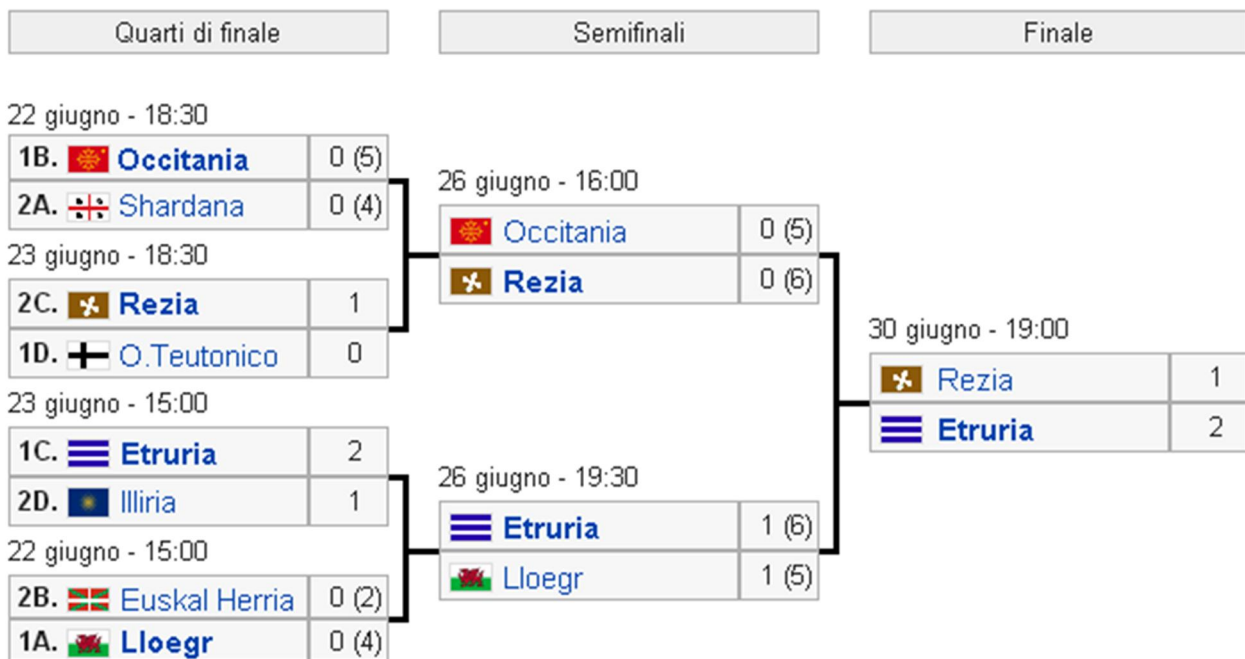 Quarti di finale
Semifinali
Finale
22 giugno - 18:30
1B. Occitania 0 (5)
2A. Shardana 0 (4)
23 giugno - 18:30
2C. Rezia 1
1D. O.Teutonico 0
23 giugno - 15:00
1C. Etruria 2
2D. Illiria 1
22 giugno - 15:00
2B. Euskal Herria 0 (2)
1A. Lloegr 0 (4)
26 giugno - 16:00
Occitania 0 (5)
Rezia 0 (6)
26 giugno - 19:30
Etruria 1 (6)
Lloegr 1 (5)
30 giugno - 19:00
Rezia 1
Etruria 2